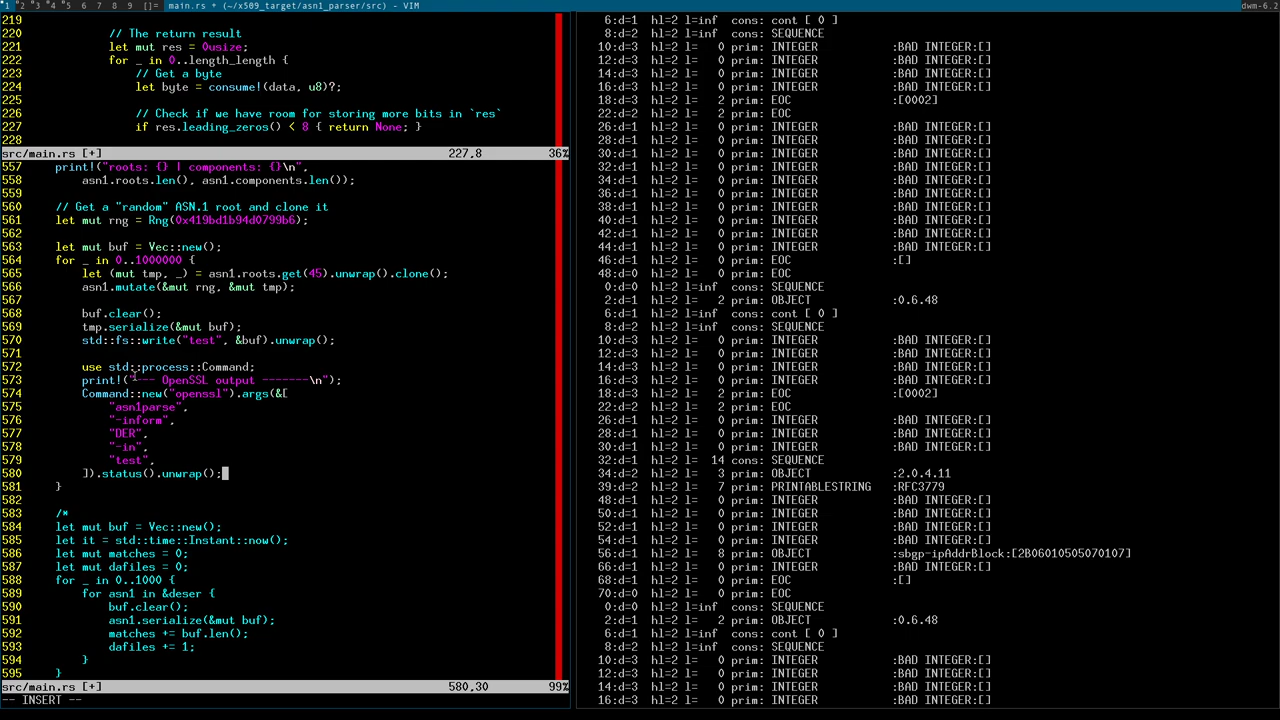 1 2 3 4 5 6 7 8 9 []= main.rs + (~/x509_target/asn1_parser/src) - VIM dwm-6.2
219
220 // The return result
221 let mut res = 0usize;
222 for _ in 0..length_length {
223 // Get a byte
224 let byte = consume!(data, u8)?;
225
226 // Check if we have room for storing more bits in `res`
227 if res.leading_zeros() < 8 { return None; }
228
src/main.rs [+] 227,8 36%
557 print!("roots: {} | components: {}\n",
558 asn1.roots.len(), asn1.components.len());
559
560 // Get a "random" ASN.1 root and clone it
561 let mut rng = Rng(0x419bd1b94d0799b6);
562
563 let mut buf = Vec::new();
564 for _ in 0..1000000 {
565 let (mut tmp, _) = asn1.roots.get(45).unwrap().clone();
566 asn1.mutate(&mut rng, &mut tmp);
567
568 buf.clear();
569 tmp.serialize(&mut buf);
570 std::fs::write("test", &buf).unwrap();
571
572 use std::process::Command;
573 print!("--- OpenSSL output -------\n");
574 Command::new("openssl").args(&[
575 "asn1parse",
576 "-inform",
577 "DER",
578 "-in",
579 "test",
580 ]).status().unwrap();
581 }
582
583 /*
584 let mut buf = Vec::new();
585 let it = std::time::Instant::now();
586 let mut matches = 0;
587 let mut dafiles = 0;
588 for _ in 0..1000 {
589 for asn1 in &deser {
590 buf.clear();
591 asn1.serialize(&mut buf);
592 matches += buf.len();
593 dafiles += 1;
594 }
595 }
src/main.rs [+] 580,30 99%
-- INSERT --
6:d=1 hl=2 l=inf cons: cont [ 0 ]
8:d=2 hl=2 l=inf cons: SEQUENCE
10:d=3 hl=2 l= 0 prim: INTEGER :BAD INTEGER:[]
12:d=3 hl=2 l= 0 prim: INTEGER :BAD INTEGER:[]
14:d=3 hl=2 l= 0 prim: INTEGER :BAD INTEGER:[]
16:d=3 hl=2 l= 0 prim: INTEGER :BAD INTEGER:[]
18:d=3 hl=2 l= 2 prim: EOC :[0002]
22:d=2 hl=2 l= 2 prim: EOC
26:d=1 hl=2 l= 0 prim: INTEGER :BAD INTEGER:[]
28:d=1 hl=2 l= 0 prim: INTEGER :BAD INTEGER:[]
30:d=1 hl=2 l= 0 prim: INTEGER :BAD INTEGER:[]
32:d=1 hl=2 l= 0 prim: INTEGER :BAD INTEGER:[]
34:d=1 hl=2 l= 0 prim: INTEGER :BAD INTEGER:[]
36:d=1 hl=2 l= 0 prim: INTEGER :BAD INTEGER:[]
38:d=1 hl=2 l= 0 prim: INTEGER :BAD INTEGER:[]
40:d=1 hl=2 l= 0 prim: INTEGER :BAD INTEGER:[]
42:d=1 hl=2 l= 0 prim: INTEGER :BAD INTEGER:[]
44:d=1 hl=2 l= 0 prim: INTEGER :BAD INTEGER:[]
46:d=1 hl=2 l= 0 prim: EOC :[]
48:d=0 hl=2 l= 0 prim: EOC
0:d=0 hl=2 l=inf cons: SEQUENCE
2:d=1 hl=2 l= 2 prim: OBJECT :0.6.48
6:d=1 hl=2 l=inf cons: cont [ 0 ]
8:d=2 hl=2 l=inf cons: SEQUENCE
10:d=3 hl=2 l= 0 prim: INTEGER :BAD INTEGER:[]
12:d=3 hl=2 l= 0 prim: INTEGER :BAD INTEGER:[]
14:d=3 hl=2 l= 0 prim: INTEGER :BAD INTEGER:[]
16:d=3 hl=2 l= 0 prim: INTEGER :BAD INTEGER:[]
18:d=3 hl=2 l= 2 prim: EOC :[0002]
22:d=2 hl=2 l= 2 prim: EOC
26:d=1 hl=2 l= 0 prim: INTEGER :BAD INTEGER:[]
28:d=1 hl=2 l= 0 prim: INTEGER :BAD INTEGER:[]
30:d=1 hl=2 l= 0 prim: INTEGER :BAD INTEGER:[]
32:d=1 hl=2 l= 14 cons: SEQUENCE
34:d=2 hl=2 l= 3 prim: OBJECT :2.0.4.11
39:d=2 hl=2 l= 7 prim: PRINTABLESTRING :RFC3779
48:d=1 hl=2 l= 0 prim: INTEGER :BAD INTEGER:[]
50:d=1 hl=2 l= 0 prim: INTEGER :BAD INTEGER:[]
52:d=1 hl=2 l= 0 prim: INTEGER :BAD INTEGER:[]
54:d=1 hl=2 l= 0 prim: INTEGER :BAD INTEGER:[]
56:d=1 hl=2 l= 8 prim: OBJECT :sbgp-ipAddrBlock:[2B06010505070107]
66:d=1 hl=2 l= 0 prim: INTEGER :BAD INTEGER:[]
68:d=1 hl=2 l= 0 prim: EOC :[]
70:d=0 hl=2 l= 0 prim: EOC
0:d=0 hl=2 l=inf cons: SEQUENCE
2:d=1 hl=2 l= 2 prim: OBJECT :0.6.48
6:d=1 hl=2 l=inf cons: cont [ 0 ]
8:d=2 hl=2 l=inf cons: SEQUENCE
10:d=3 hl=2 l= 0 prim: INTEGER :BAD INTEGER:[]
12:d=3 hl=2 l= 0 prim: INTEGER :BAD INTEGER:[]
14:d=3 hl=2 l= 0 prim: INTEGER :BAD INTEGER:[]
16:d=3 hl=2 l= 0 prim: INTEGER :BAD INTEGER:[]